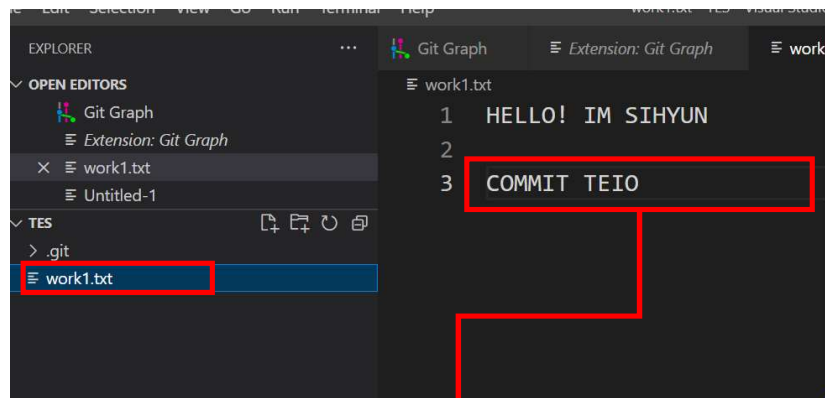 Edit Selection View Go Run Terminal Help
EXPLORER
OPEN EDITORS
Git Graph
Extension: Git Graph
work1.txt
Untitled-1
TES
.git
work1.txt
Git Graph
Extension: Git Graph
work
work1.txt
1 HELLO! IM SIHYUN
2
3 COMMIT TEIO